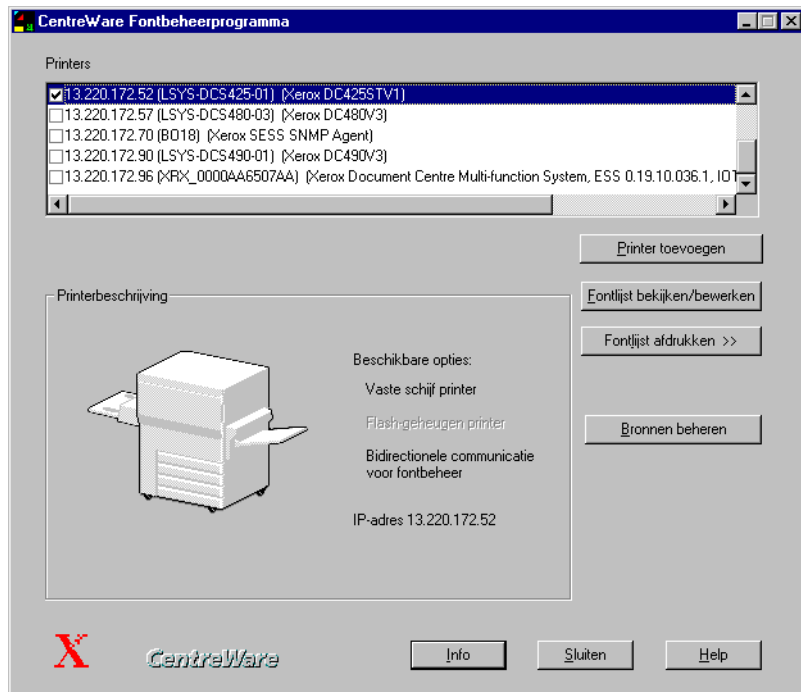 CentreWare Fontbeheerprogramma
Printers
13.220.172.52 (LSYS-DCS425-01) (Xerox DC425STV1)
13.220.172.57 (LSYS-DCS480-03) (Xerox DC480V3)
13.220.172.70 (BO18) (Xerox SESS SNMP Agent)
13.220.172.90 (LSYS-DCS490-01) (Xerox DC490V3)
13.220.172.96 (XRX_0000AA6507AA) (Xerox Document Centre Multi-function System, ESS 0.19.10.036.1, IOT
Printer toevoegen
Printerbeschrijving
Fontlijst bekijken/bewerken
Fontlijst afdrukken >>
Beschikbare opties:
Vaste schijf printer
Flash-geheugen printer
Bronnen beheren
Bidirectionele communicatie
voor fontbeheer
IP-adres 13.220.172.52
X
CentreWare
Info
Sluiten
Help